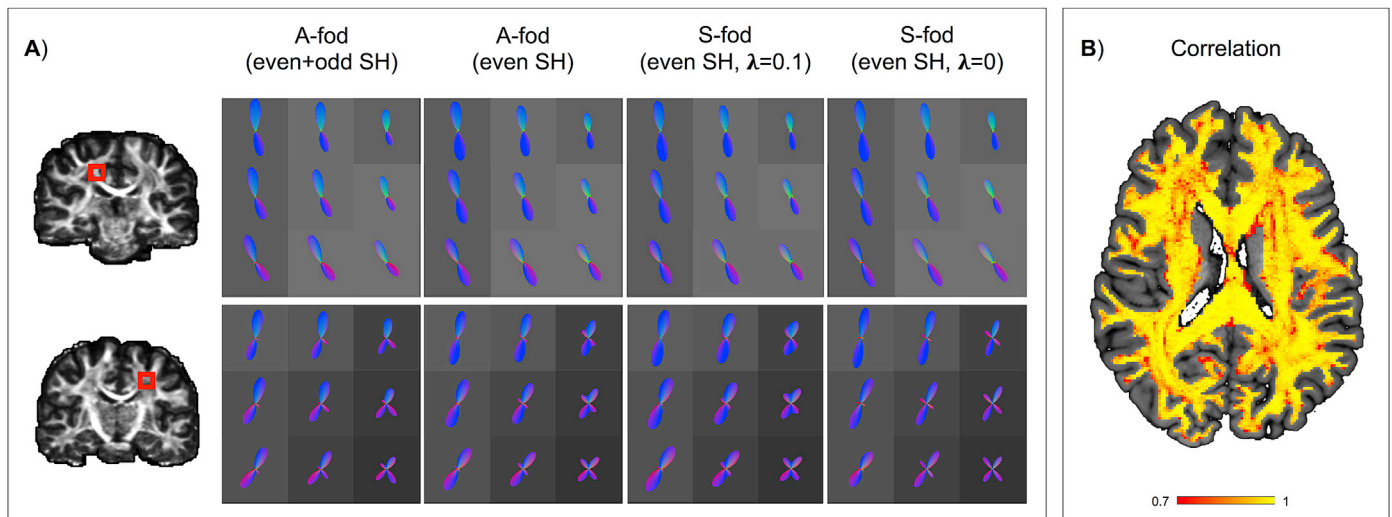 A)
A-fod
(even+odd SH)
A-fod
(even SH)
S-fod
(even SH, λ=0.1)
S-fod
(even SH, λ=0)
B)
Correlation
0.7
1